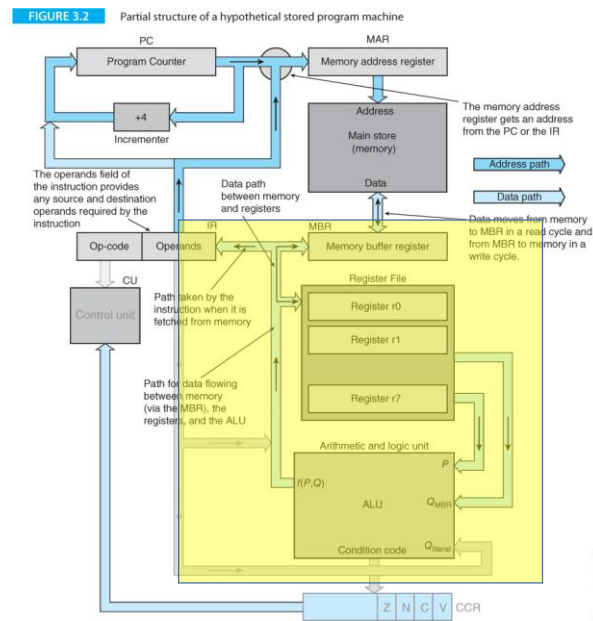 FIGURE 3.2 Partial structure of a hypothetical stored program machine
PC
MAR
Program Counter
Memory address register
+4
Incrementer
The memory address
register gets an address
from the PC or the IR
Address
Main store
(memory)
Data
Address path
Data path
The operands field of
the instruction provides
any source and destination
operands required by the
instruction
Data path
between memory
and registers
Data moves from memory
to MBR in a read cycle and
from MBR to memory in a
write cycle.
IR
MBR
Op-code
Operands
Memory buffer register
CU
Control unit
Path taken by the
instruction when it is
fetched from memory
Register File
Register r0
Register r1
Register r7
Path for data flowing
between memory
(via the MBR), the
registers, and the ALU
Arithmetic and logic unit
P
f(P,Q)
ALU
QMBR
Qliteral
Condition code
Z N C V CCR